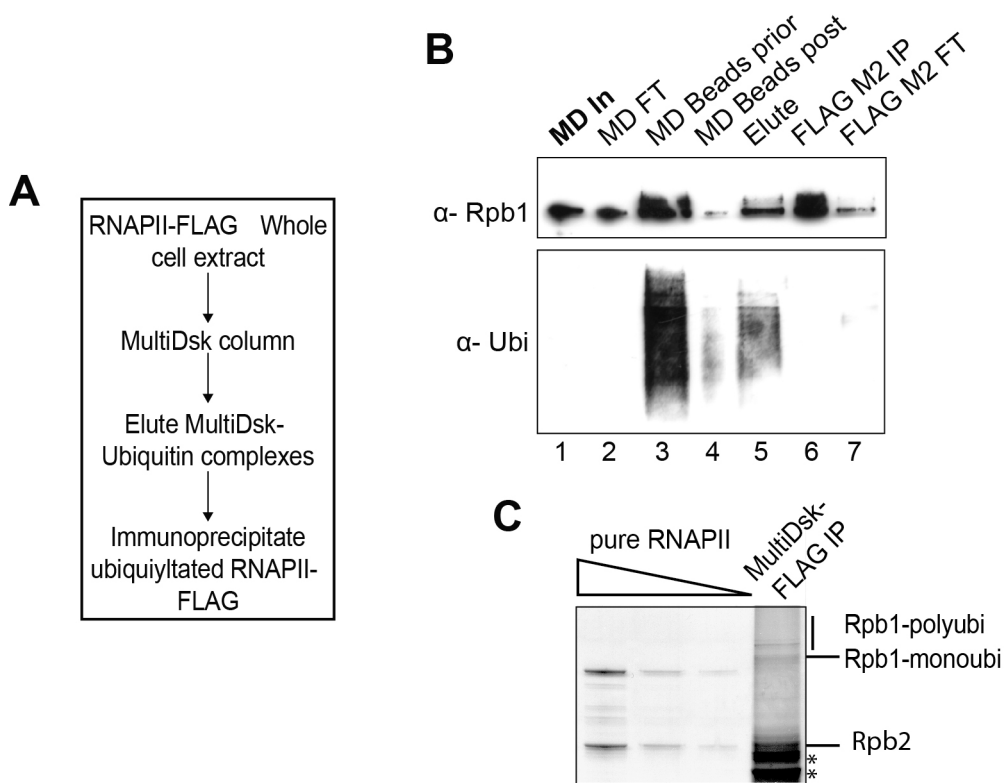 A
RNAPII-FLAG Whole
cell extract
MultiDsk column
Elute MultiDsk-
Ubiquitin complexes
Immunoprecipitate
ubiquiyltated RNAPII-
FLAG
B
MD In
MD FT
MD Beads prior
MD Beads post
Elute
FLAG M2 IP
FLAG M2 FT
α- Rpb1
α- Ubi
1 2 3 4 5 6 7
C
pure RNAPII
MultiDsk-
FLAG IP
Rpb1-polyubi
Rpb1-monoubi
Rpb2
*
*